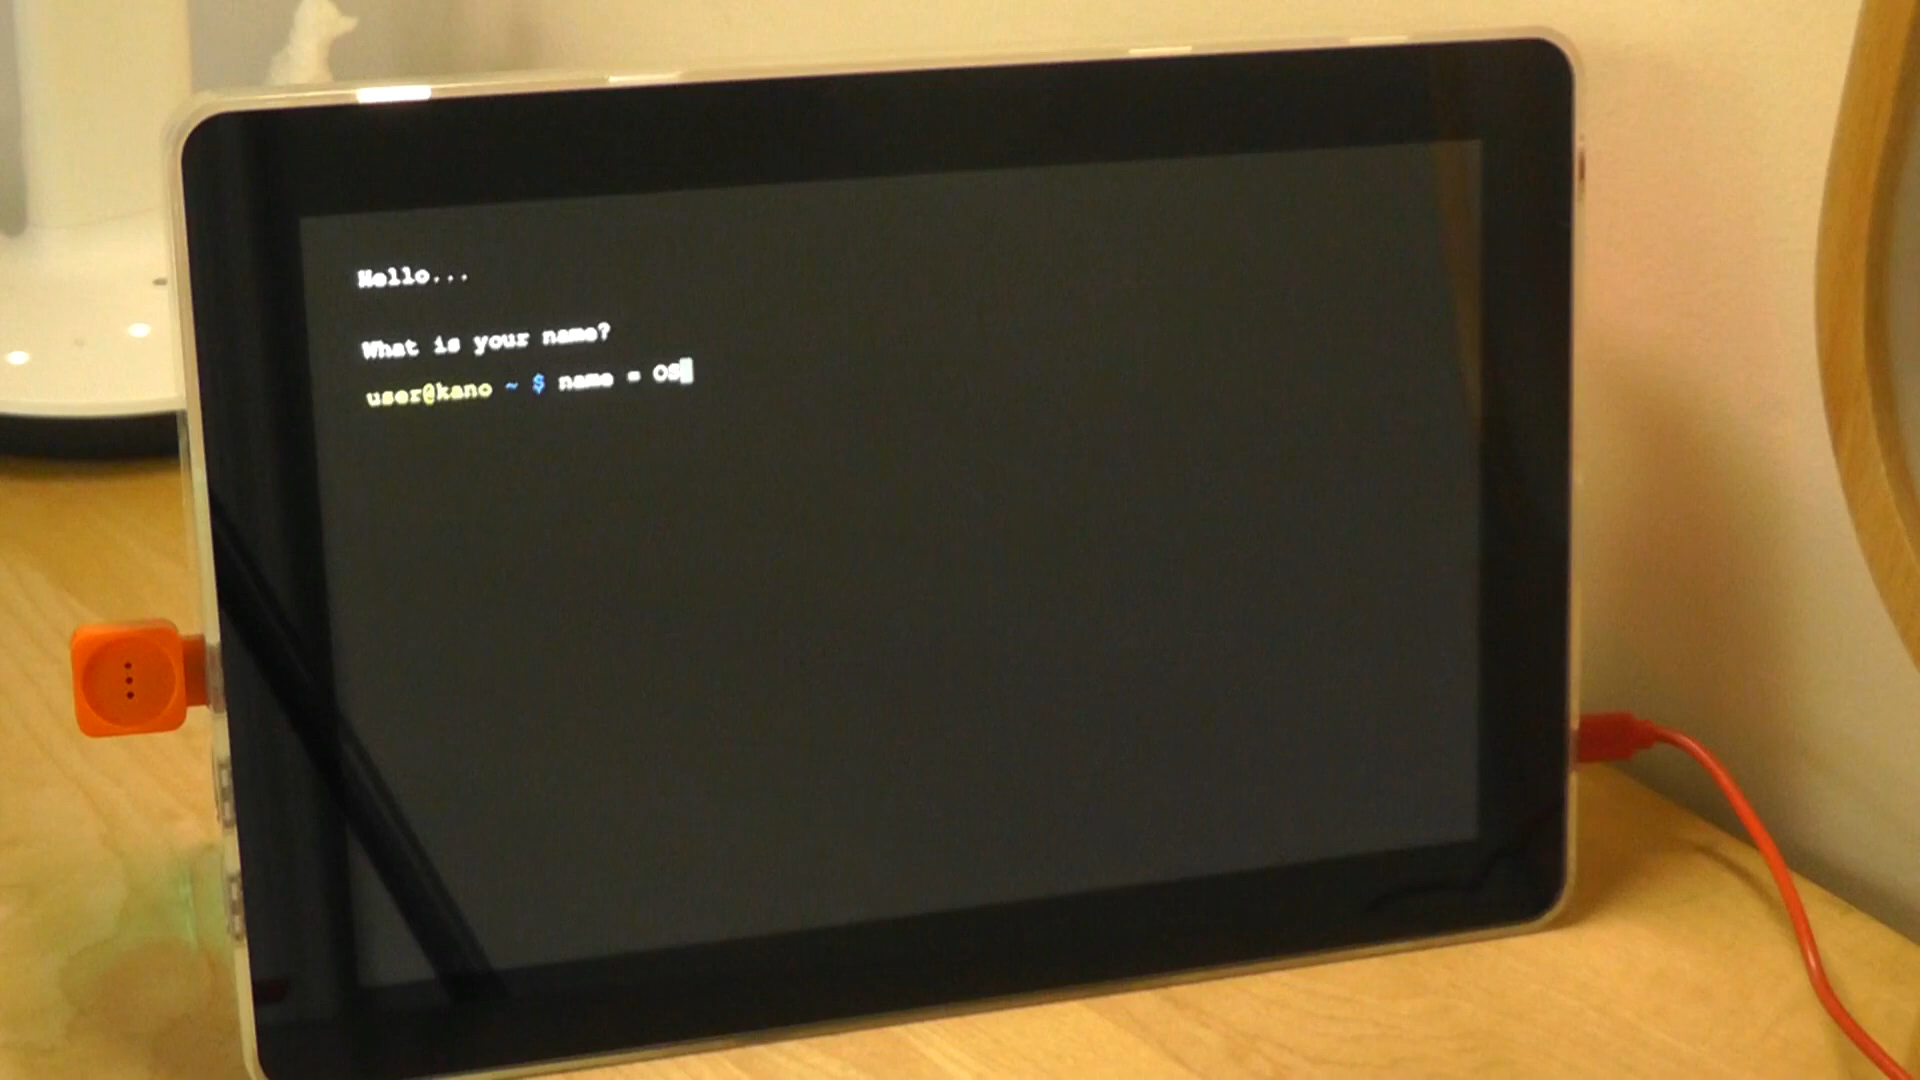 Hello...
What is your name?
user@kano ~ $ name = OS